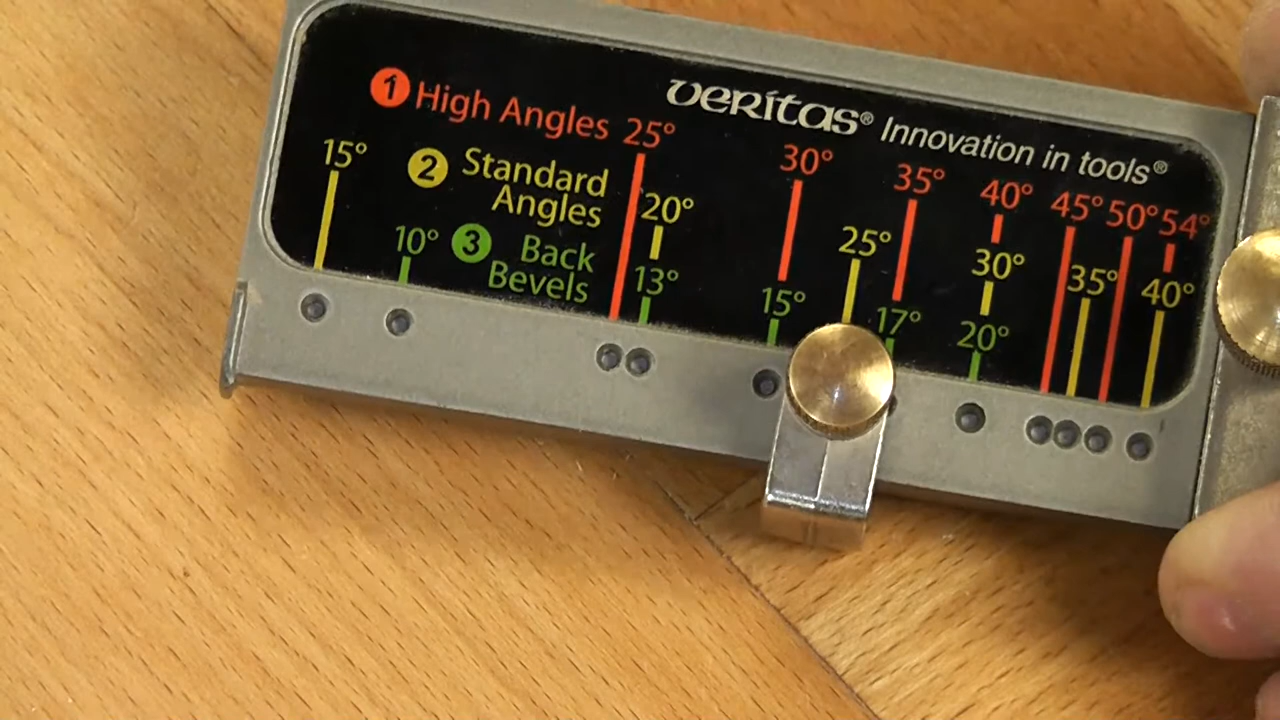 veritas® Innovation in tools®
1 High Angles 25° 30° 35° 40° 45° 50° 54°
15° 2 Standard Angles 20° 25° 30° 35° 40°
10° 3 Back Bevels 13° 15° 17° 20°